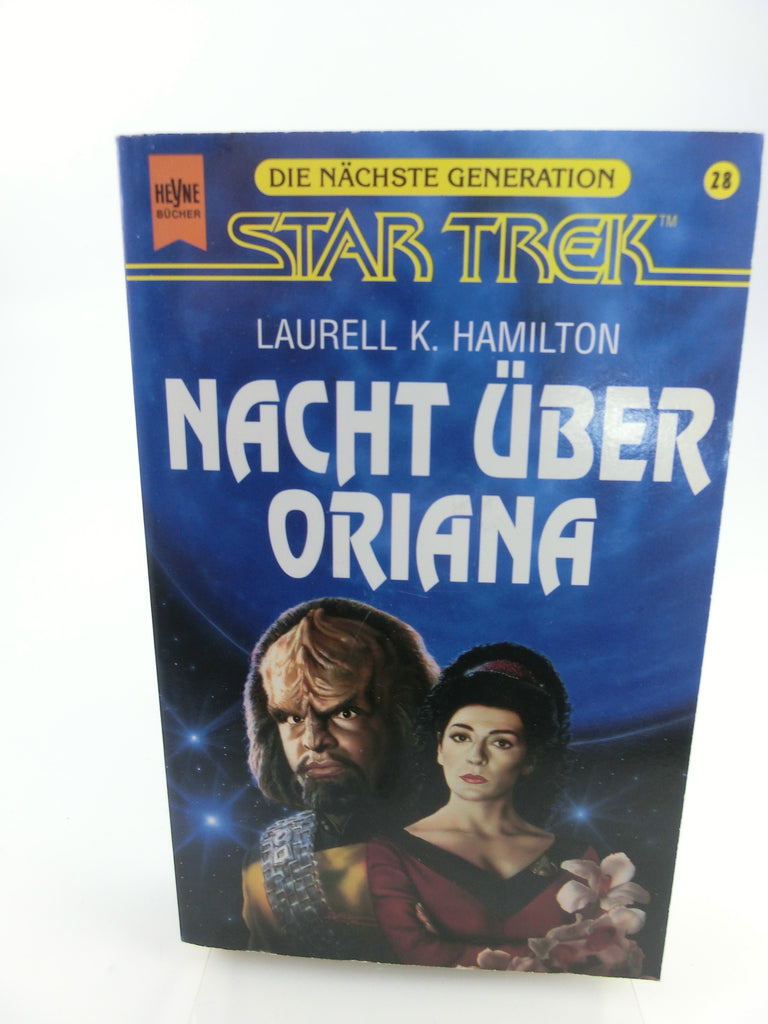 HEYNE
BÜCHER
DIE NÄCHSTE GENERATION
28
STAR TREK™
LAURELL K. HAMILTON
NACHT ÜBER
ORIANA